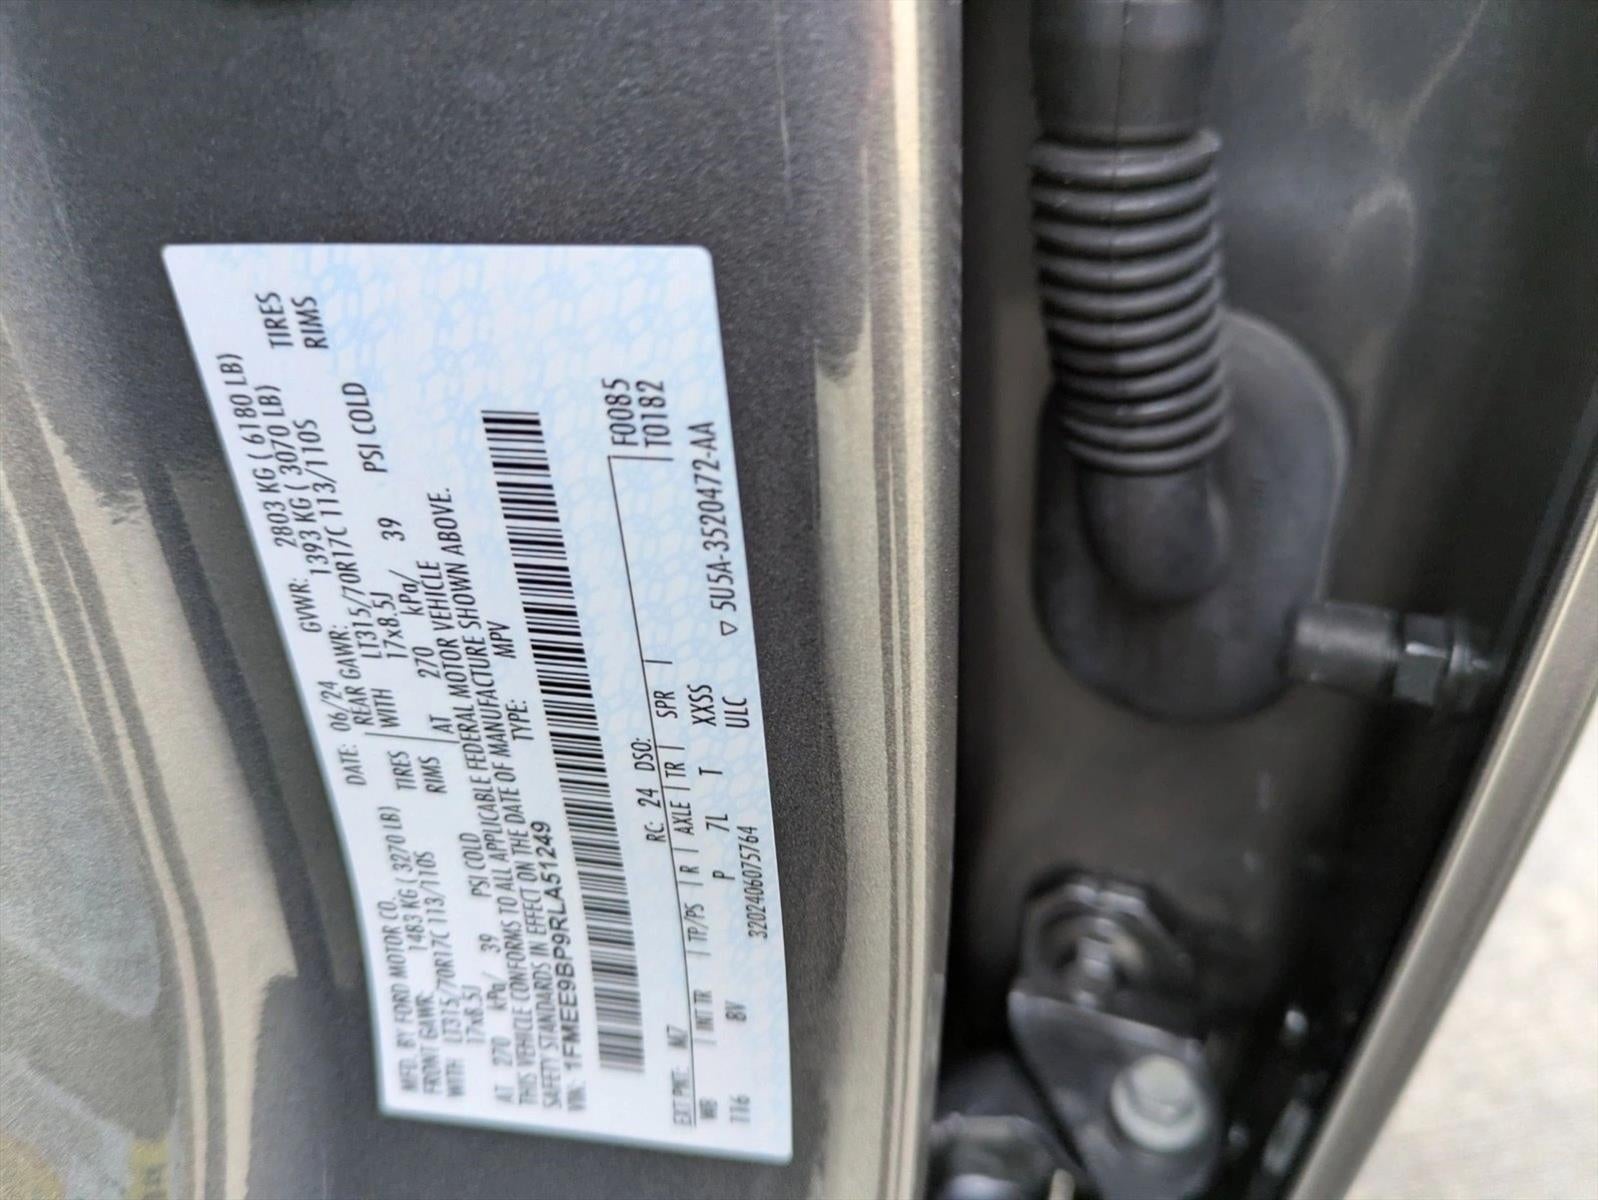 MFD. BY FORD MOTOR CO. DATE: 06/24 GVWR: 2803 KG ( 6180 LB)
FRONT GAWR: 1483 KG ( 3270 LB) REAR GAWR: 1393 KG ( 3070 LB)
WITH LT315/70R17C 113/110S TIRES WITH LT315/70R17C 113/110S TIRES
17x8.5J RIMS 17x8.5J RIMS
AT 270 kPa/ 39 PSI COLD AT 270 kPa/ 39 PSI COLD
THIS VEHICLE CONFORMS TO ALL APPLICABLE FEDERAL MOTOR VEHICLE
SAFETY STANDARDS IN EFFECT ON THE DATE OF MANUFACTURE SHOWN ABOVE.
VIN: 1FMEE9BP9RLA51249 TYPE: MPV
F0085
T0182
EXT PNT: MZ RC: 24 DSO:
WB INT TR TP/PS R AXLE TR SPR
116 8V P 7L T XXSS
ULC
▽ 5U5A-3520472-AA
320240607​5764